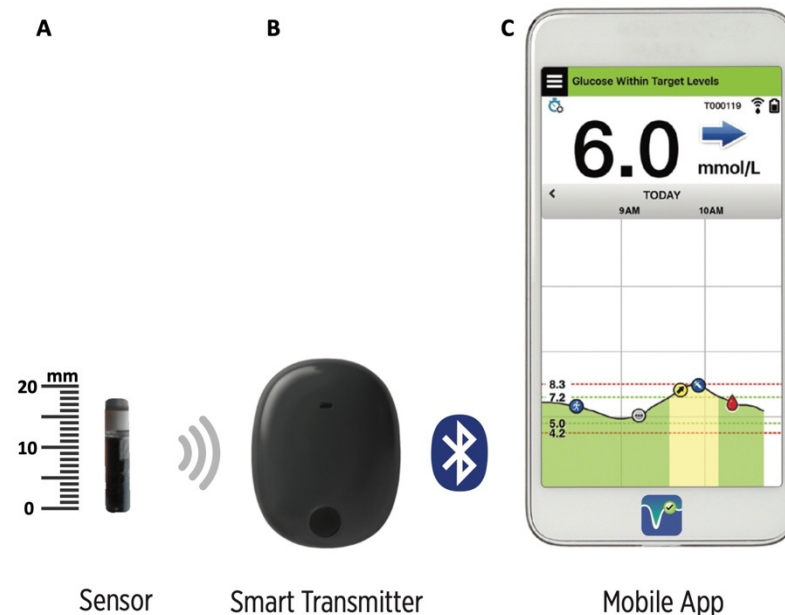 A
B
C
Glucose Within Target Levels
T000119
6.0
mmol/L
TODAY
9AM
10AM
mm
20
10
0
8.3
7.2
5.0
4.2
Sensor
Smart Transmitter
Mobile App